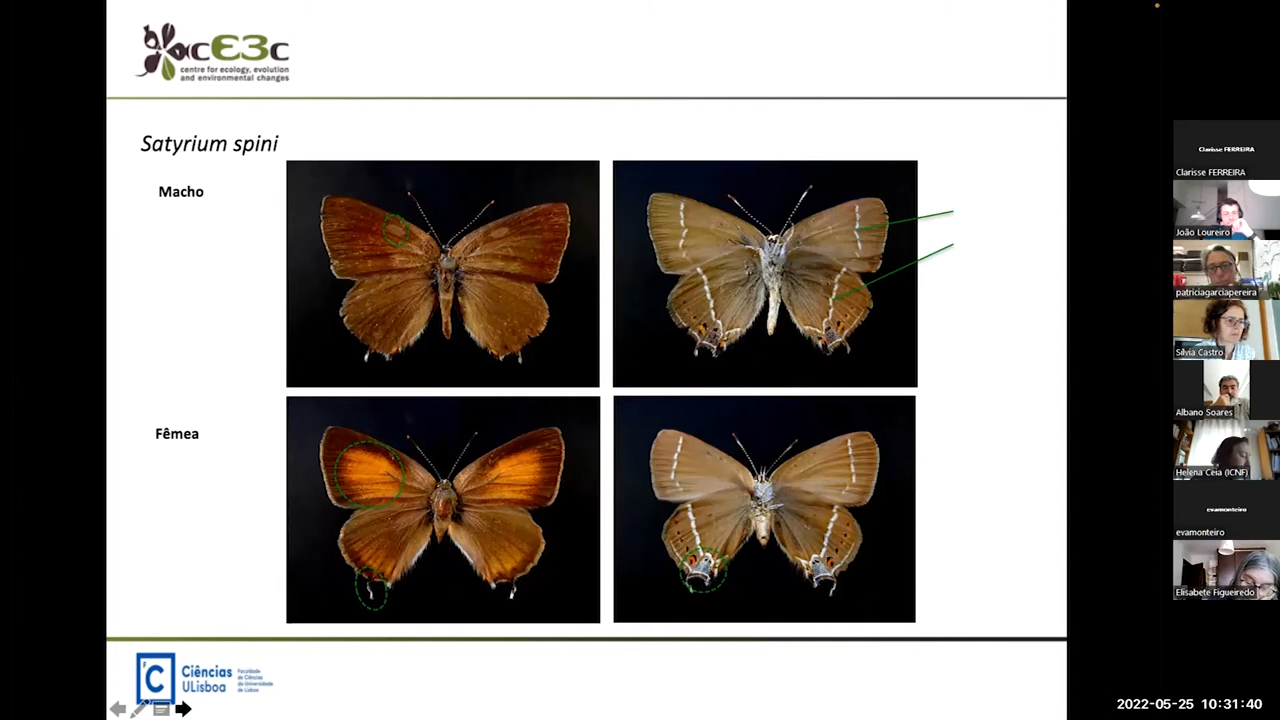 cE3c
centre for ecology, evolution
and environmental changes
Satyrium spini
Macho
Fêmea
C
Ciências
ULisboa
Faculdade
de Ciências
da Universidade
de Lisboa
Clarisse FERREIRA
Clarisse FERREIRA
João Loureiro
patriciagarciapereira
Sílvia Castro
Albano Soares
Helena Ceia (ICNF)
evamonteiro
evamonteiro
Elisabete Figueiredo
2022-05-25 10:31:40